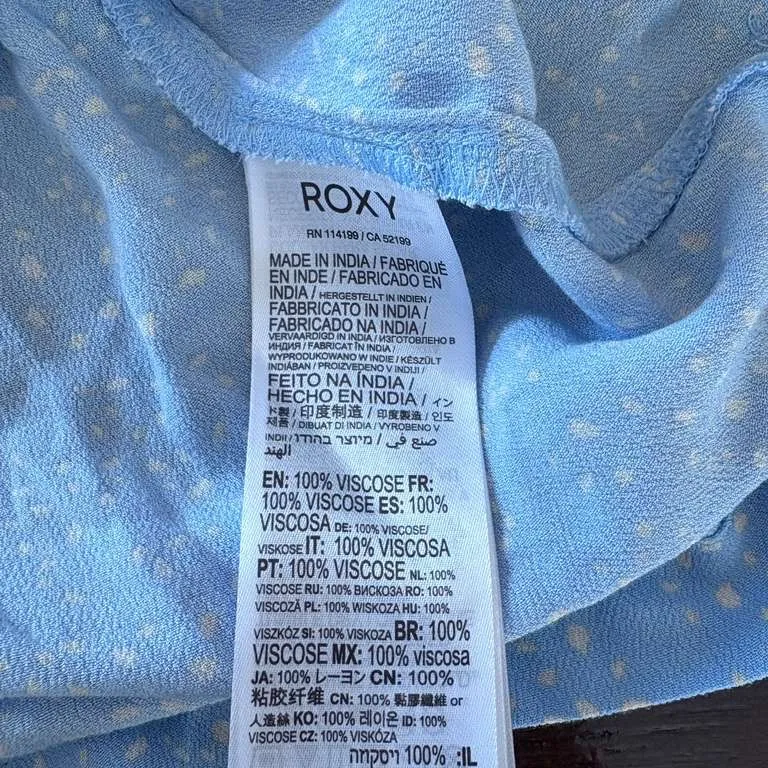 ROXY
RN 114199 / CA 52199
MADE IN INDIA / FABRIQUÉ
EN INDE / FABRICADO EN
INDIA / HERGESTELLT IN INDIEN /
FABBRICATO IN INDIA /
FABRICADO NA INDIA /
VERVAARDIGD IN INDIA / ИЗГОТОВЛЕНО В
ИНДИЯ / FABRICAT ÎN INDIA /
WYPRODUKOWANO W INDIE / KÉSZÜLT
INDIÁBAN / PROIZVEDENO V INDIJI /
FEITO NA ÍNDIA /
HECHO EN INDIA / イン
ド製 / 印度制造 / 印度製造 / 인도
제품 / DIBUAT DI INDIA / VYROBENO V
INDII / מיוצר בהודו / صنع في
الهند
EN: 100% VISCOSE FR:
100% VISCOSE ES: 100%
VISCOSA DE: 100% VISCOSE/
VISKOSE IT: 100% VISCOSA
PT: 100% VISCOSE NL: 100%
VISCOSE RU: 100% ВИСКОЗА RO: 100%
VISCOZĂ PL: 100% WISKOZA HU: 100%
VISZKÓZ SI: 100% VISKOZA BR: 100%
VISCOSE MX: 100% viscosa
JA: 100% レーヨン CN: 100%
粘胶纤维 CN: 100% 黏膠纖維 or
人造絲 KO: 100% 레이온 ID: 100%
VISCOSE CZ: 100% VISKÓZA
IL: 100% ויסקוזה